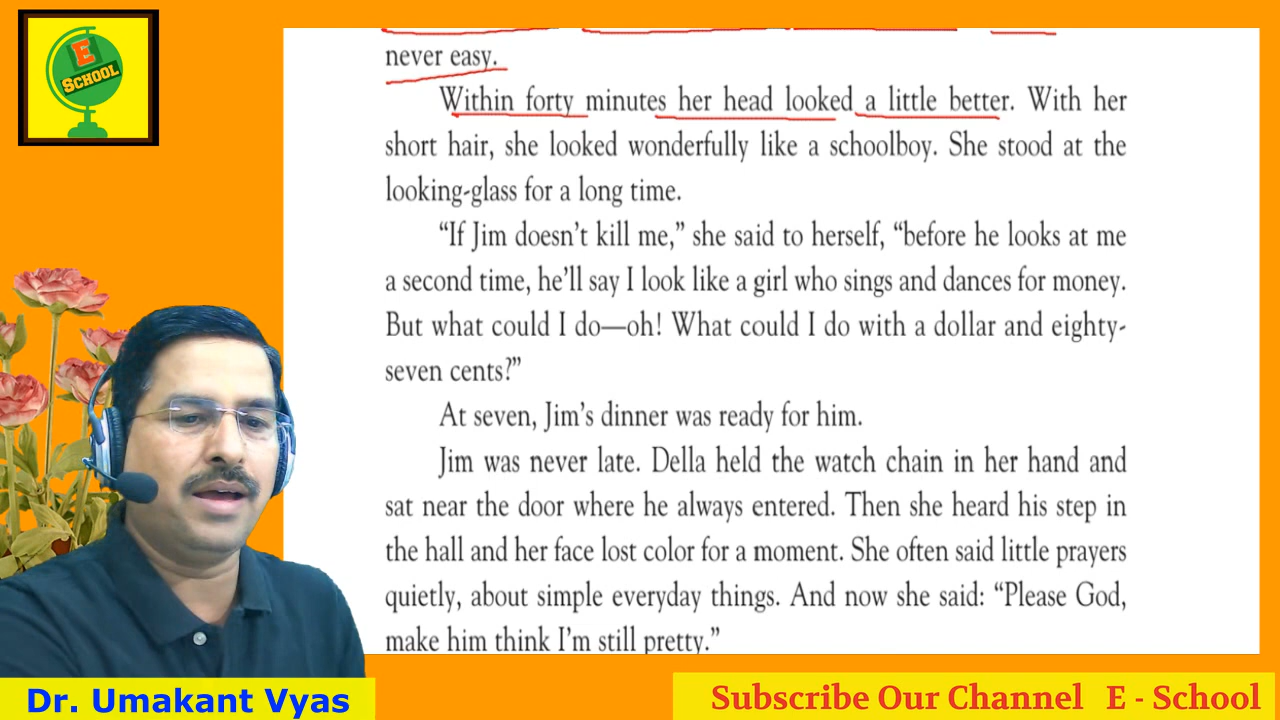 E
SCHOOL
never easy.
Within forty minutes her head looked a little better. With her
short hair, she looked wonderfully like a schoolboy. She stood at the
looking-glass for a long time.
“If Jim doesn’t kill me,” she said to herself, “before he looks at me
a second time, he’ll say I look like a girl who sings and dances for money.
But what could I do—oh! What could I do with a dollar and eighty-
seven cents?”
At seven, Jim’s dinner was ready for him.
Jim was never late. Della held the watch chain in her hand and
sat near the door where he always entered. Then she heard his step in
the hall and her face lost color for a moment. She often said little prayers
quietly, about simple everyday things. And now she said: “Please God,
make him think I’m still pretty.”
Dr. Umakant Vyas
Subscribe Our Channel E - School